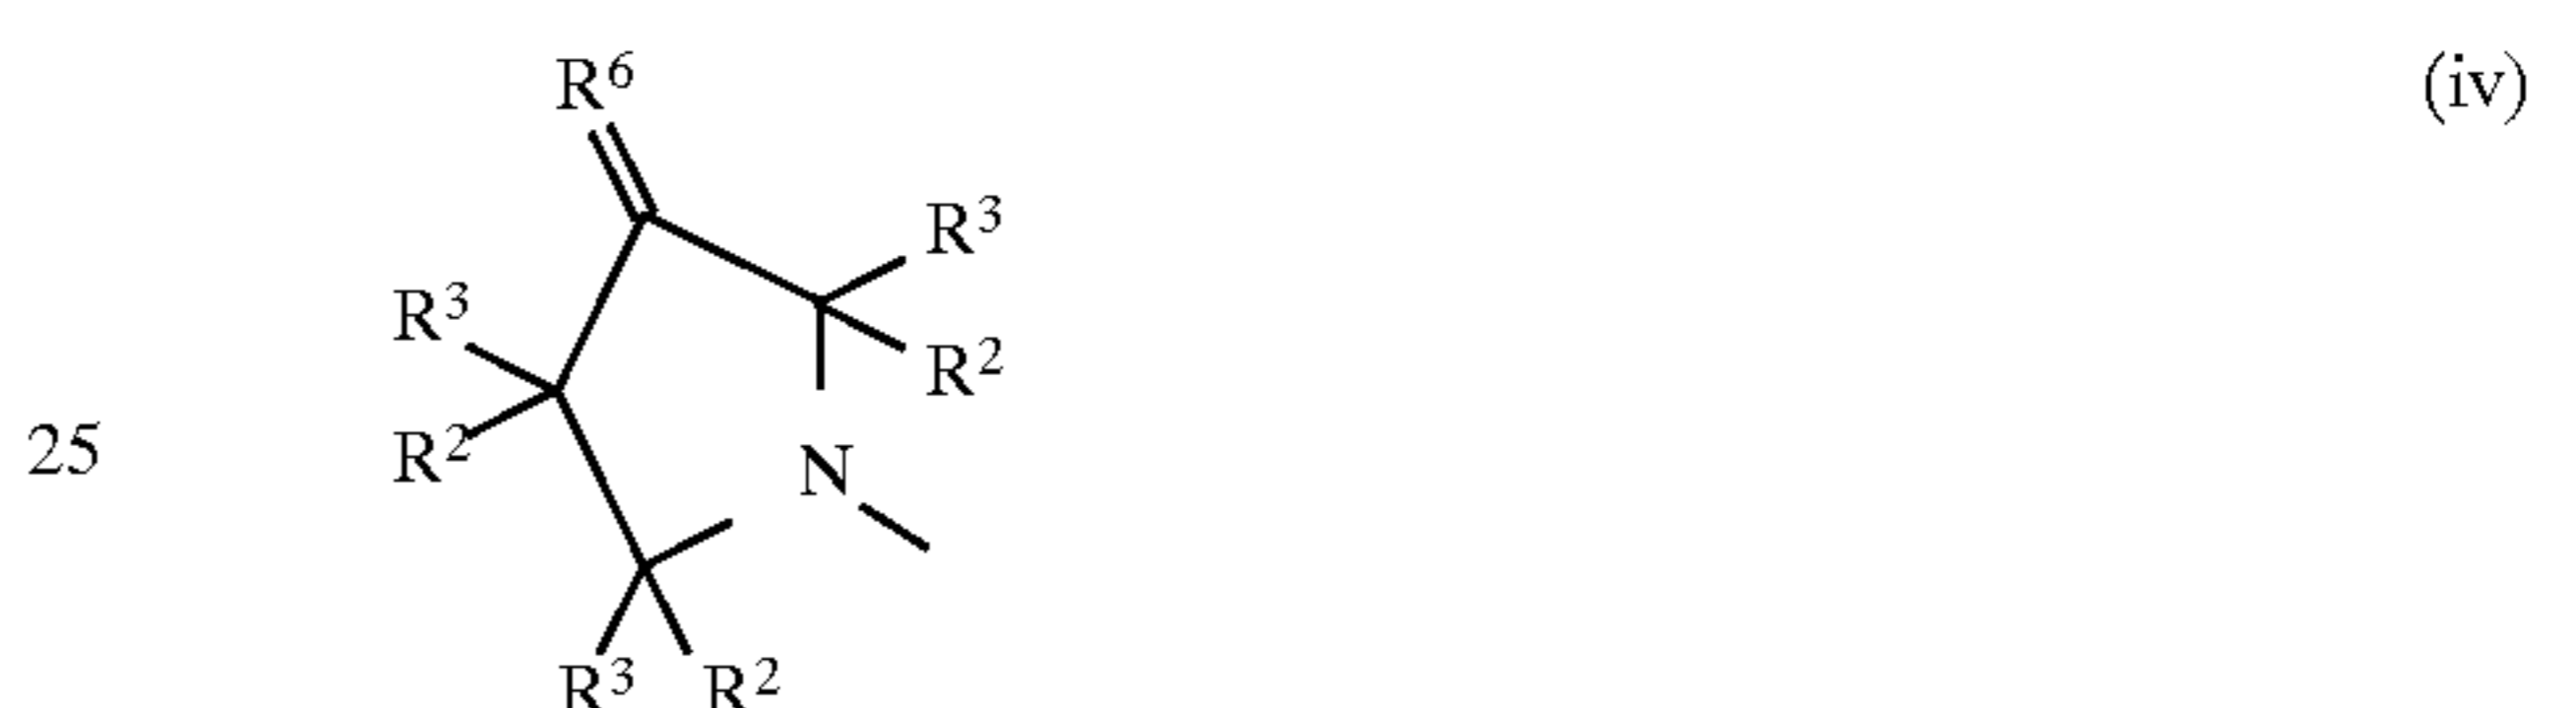 R⁶ (iv)
R³
R³
R²
25 R² N
R³ R²